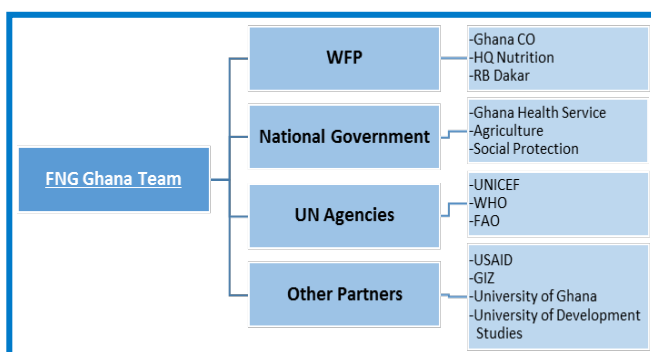 FNG Ghana Team
WFP
-Ghana CO
-HQ Nutrition
-RB Dakar
National Government
-Ghana Health Service
-Agriculture
-Social Protection
UN Agencies
-UNICEF
-WHO
-FAO
Other Partners
-USAID
-GIZ
-University of Ghana
-University of Development
Studies